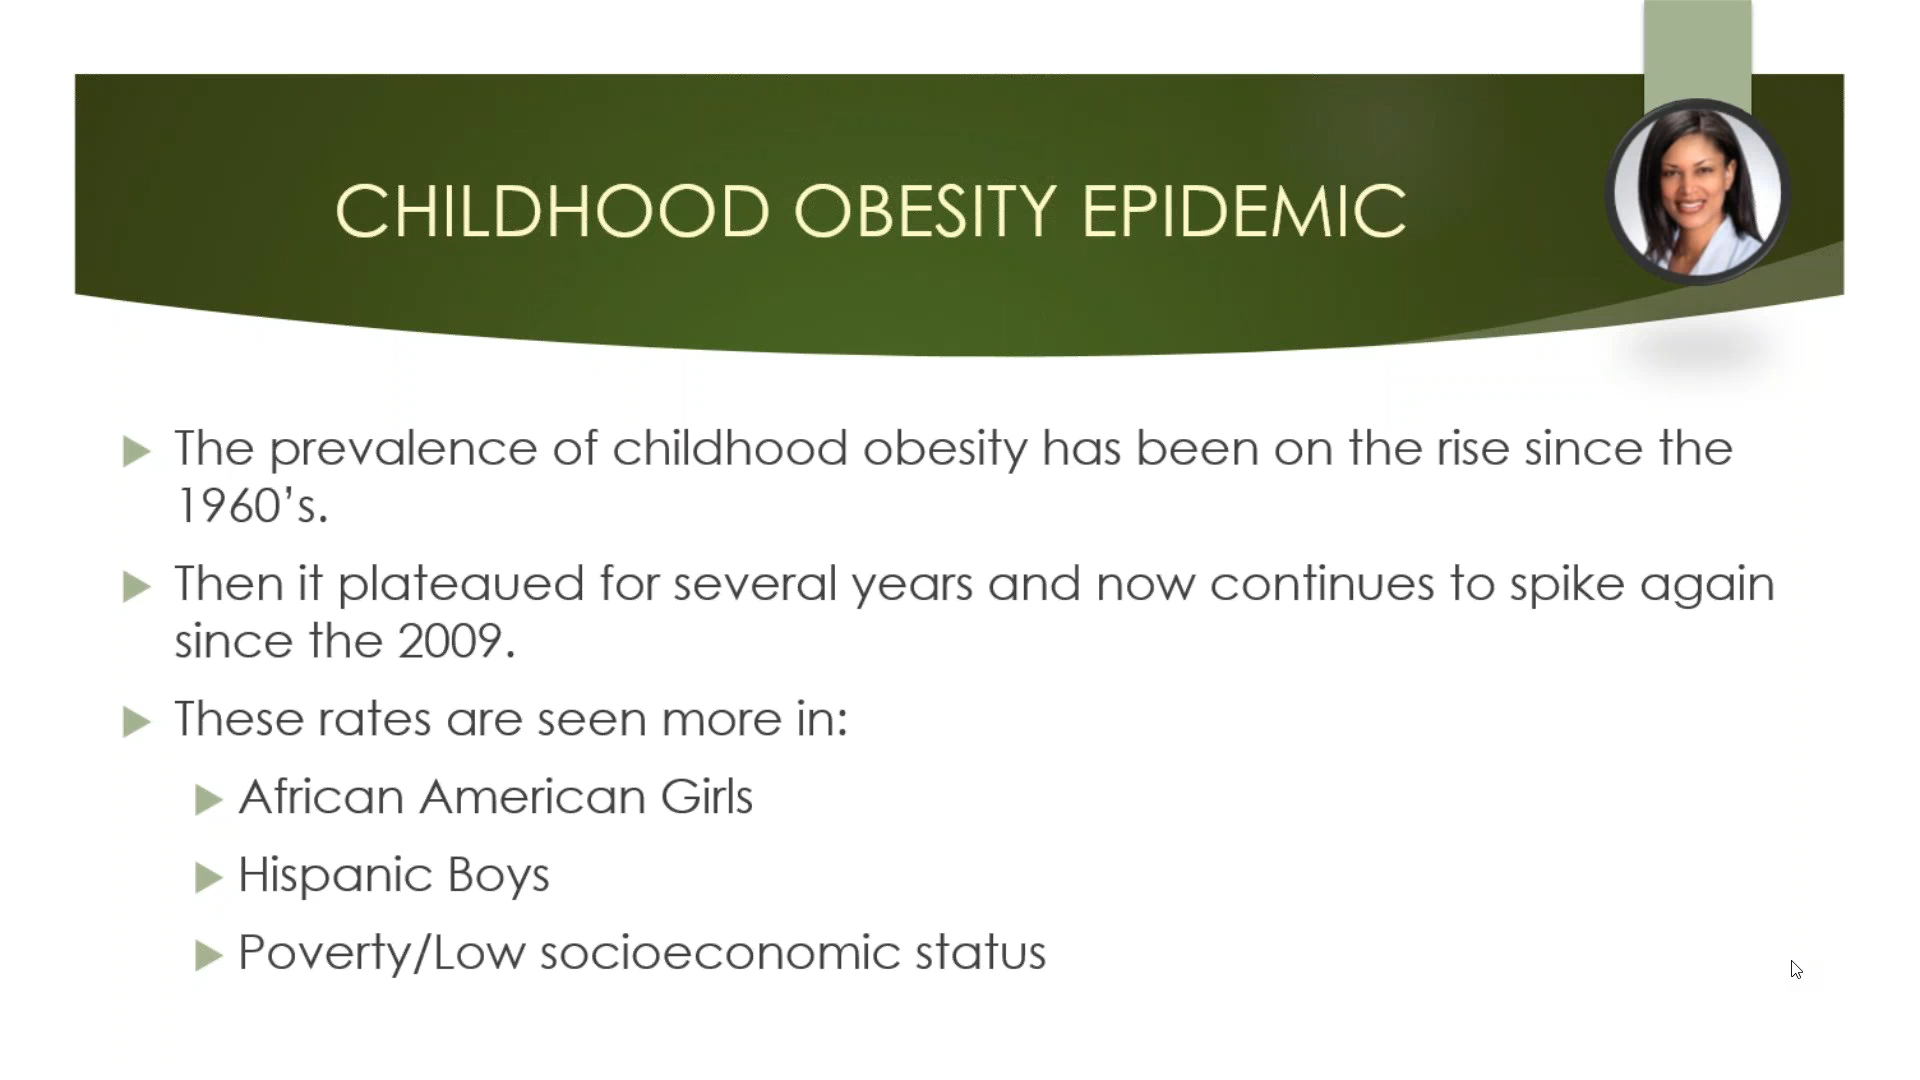 CHILDHOOD OBESITY EPIDEMIC
The prevalence of childhood obesity has been on the rise since the
1960’s.
Then it plateaued for several years and now continues to spike again
since the 2009.
These rates are seen more in:
African American Girls
Hispanic Boys
Poverty/Low socioeconomic status